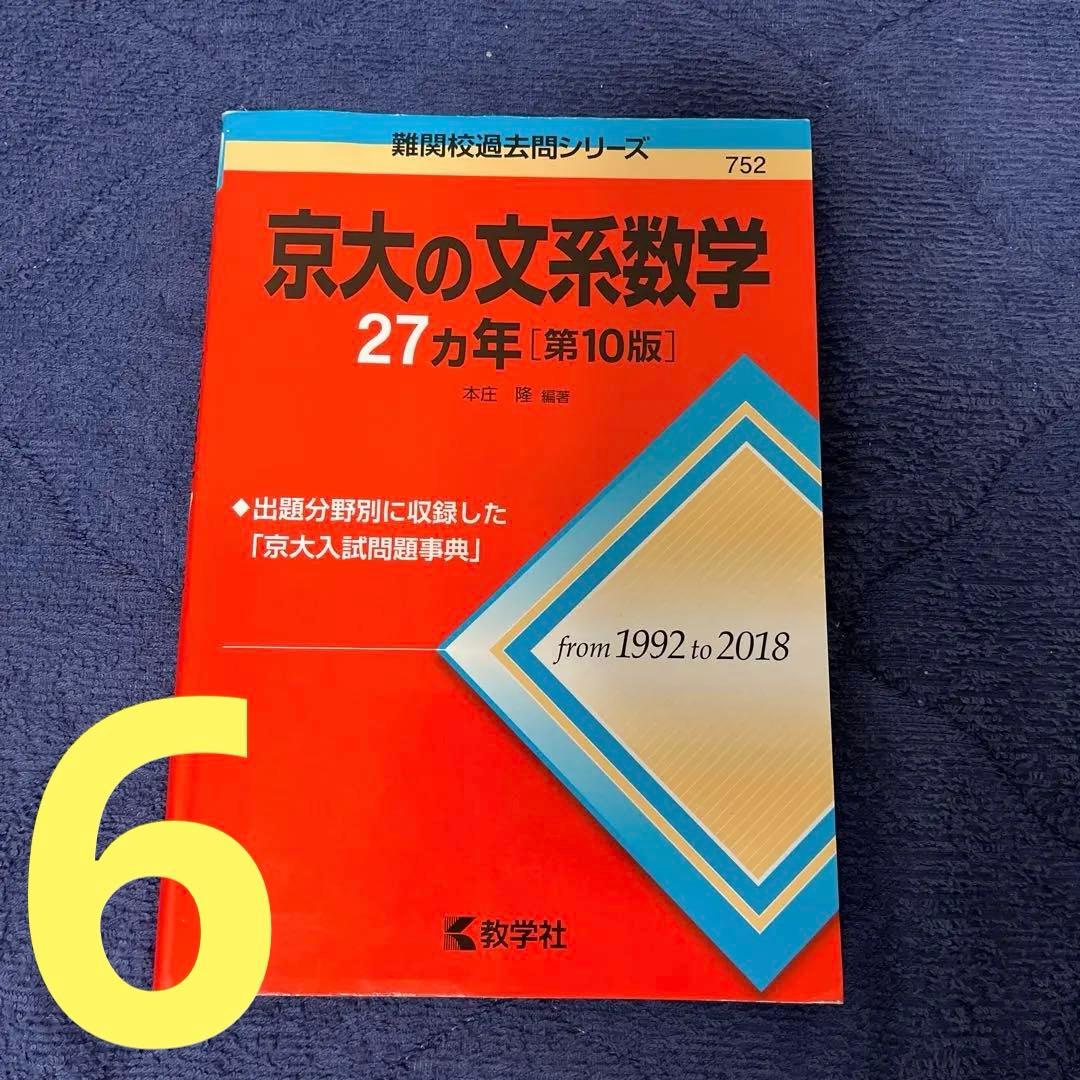 難関校過去問シリーズ
752
京大の文系数学
27カ年[第10版]
本庄 隆 編著
◆出題分野別に収録した
「京大入試問題事典」
from 1992 to 2018
教学社
6